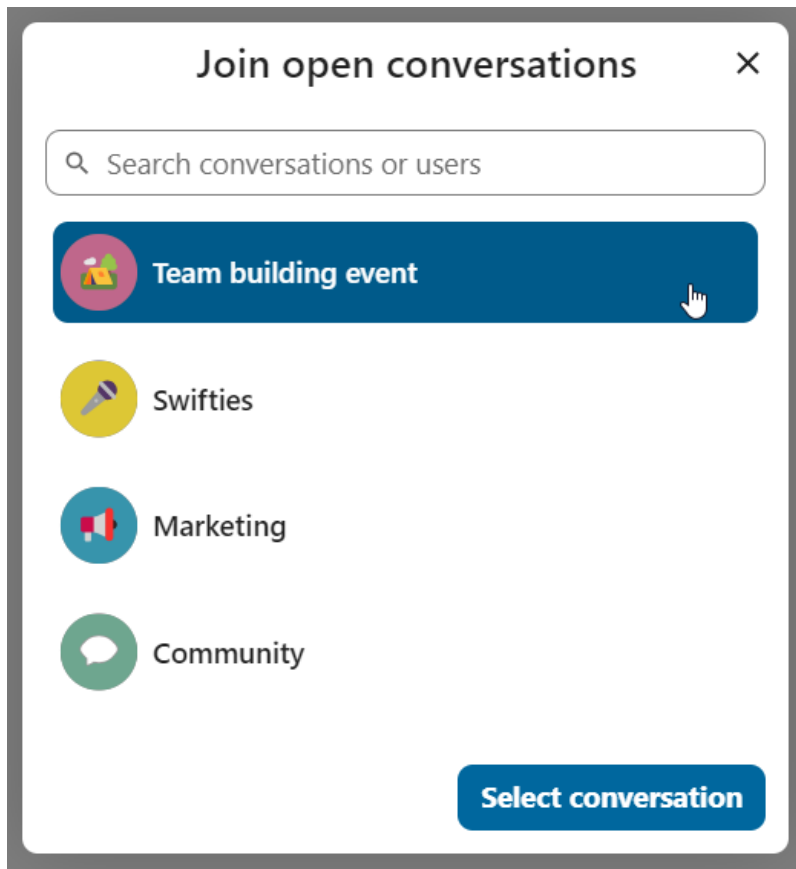 Join open conversations
Search conversations or users
Team building event
Swifties
Marketing
Community
Select conversation